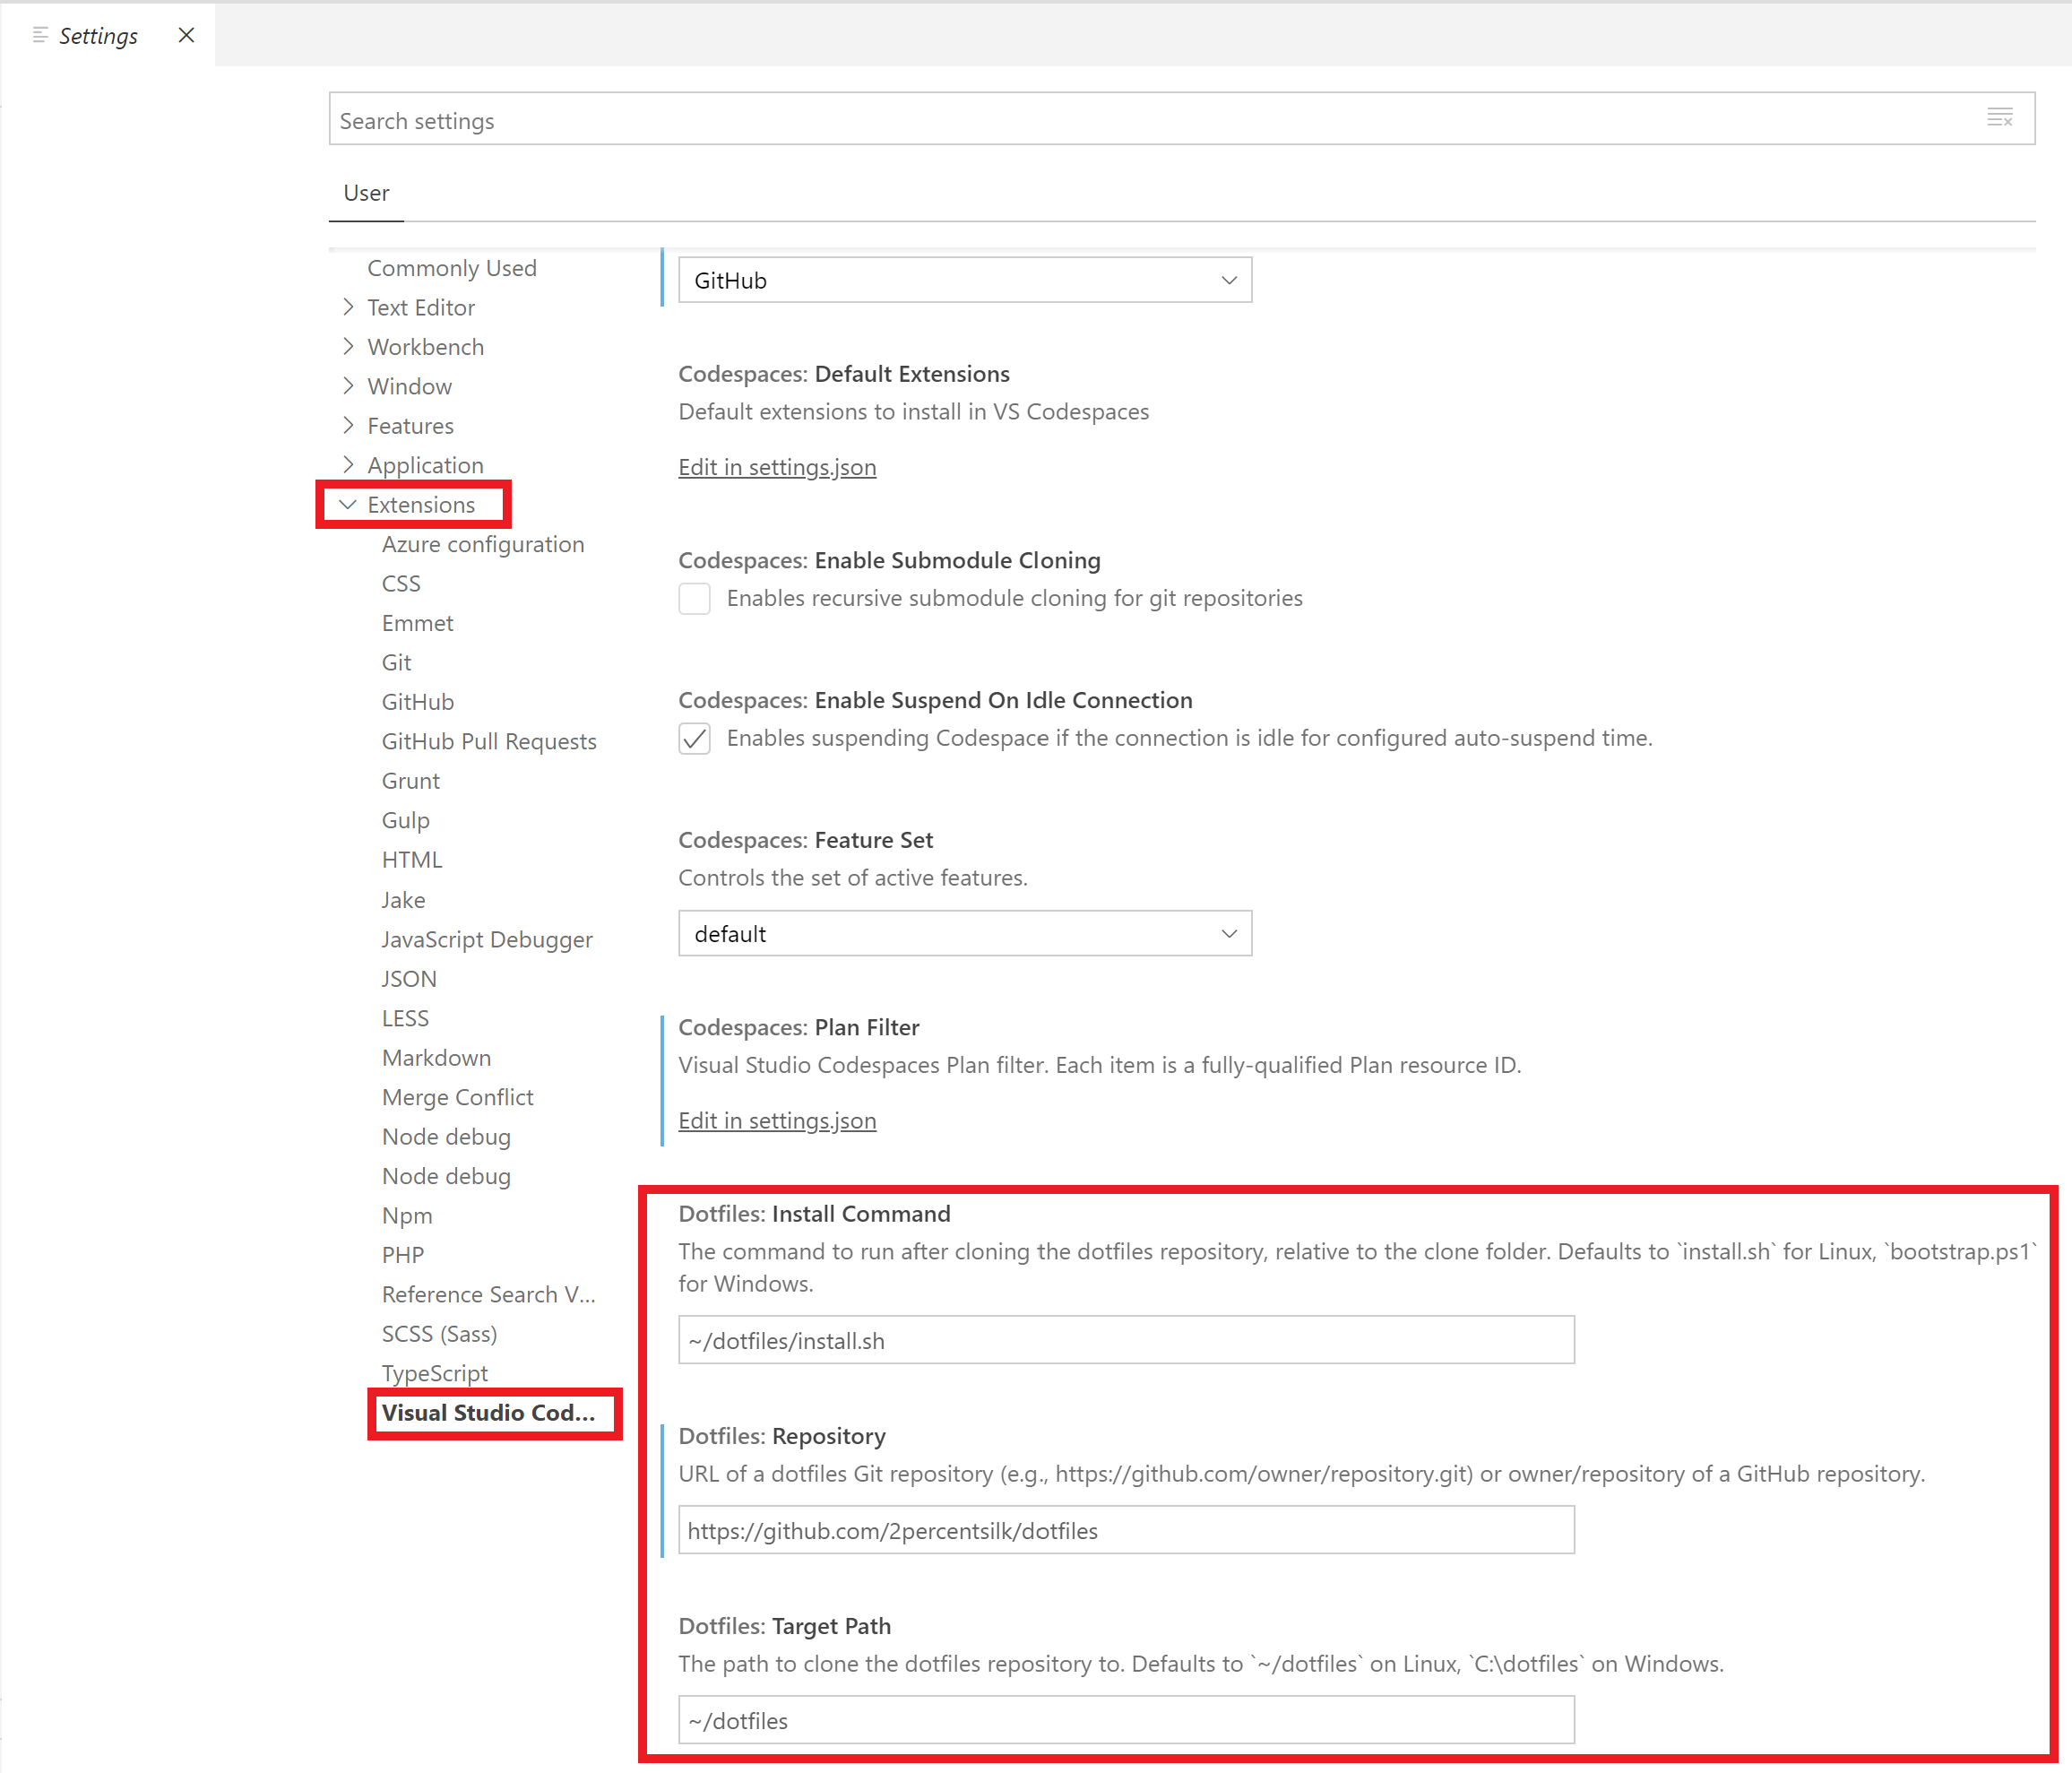 Settings
Search settings
User
Commonly Used
Text Editor
Workbench
Window
Features
Application
Extensions
Azure configuration
CSS
Emmet
Git
GitHub
GitHub Pull Requests
Grunt
Gulp
HTML
Jake
JavaScript Debugger
JSON
LESS
Markdown
Merge Conflict
Node debug
Node debug
Npm
PHP
Reference Search V...
SCSS (Sass)
TypeScript
Visual Studio Cod...
GitHub
Codespaces: Default Extensions
Default extensions to install in VS Codespaces
Edit in settings.json
Codespaces: Enable Submodule Cloning
Enables recursive submodule cloning for git repositories
Codespaces: Enable Suspend On Idle Connection
Enables suspending Codespace if the connection is idle for configured auto-suspend time.
Codespaces: Feature Set
Controls the set of active features.
default
Codespaces: Plan Filter
Visual Studio Codespaces Plan filter. Each item is a fully-qualified Plan resource ID.
Edit in settings.json
Dotfiles: Install Command
The command to run after cloning the dotfiles repository, relative to the clone folder. Defaults to `install.sh` for Linux, `bootstrap.ps1`
for Windows.
~/dotfiles/install.sh
Dotfiles: Repository
URL of a dotfiles Git repository (e.g., https://github.com/owner/repository.git) or owner/repository of a GitHub repository.
https://github.com/2percentsilk/dotfiles
Dotfiles: Target Path
The path to clone the dotfiles repository to. Defaults to `~/dotfiles` on Linux, `C:\dotfiles` on Windows.
~/dotfiles